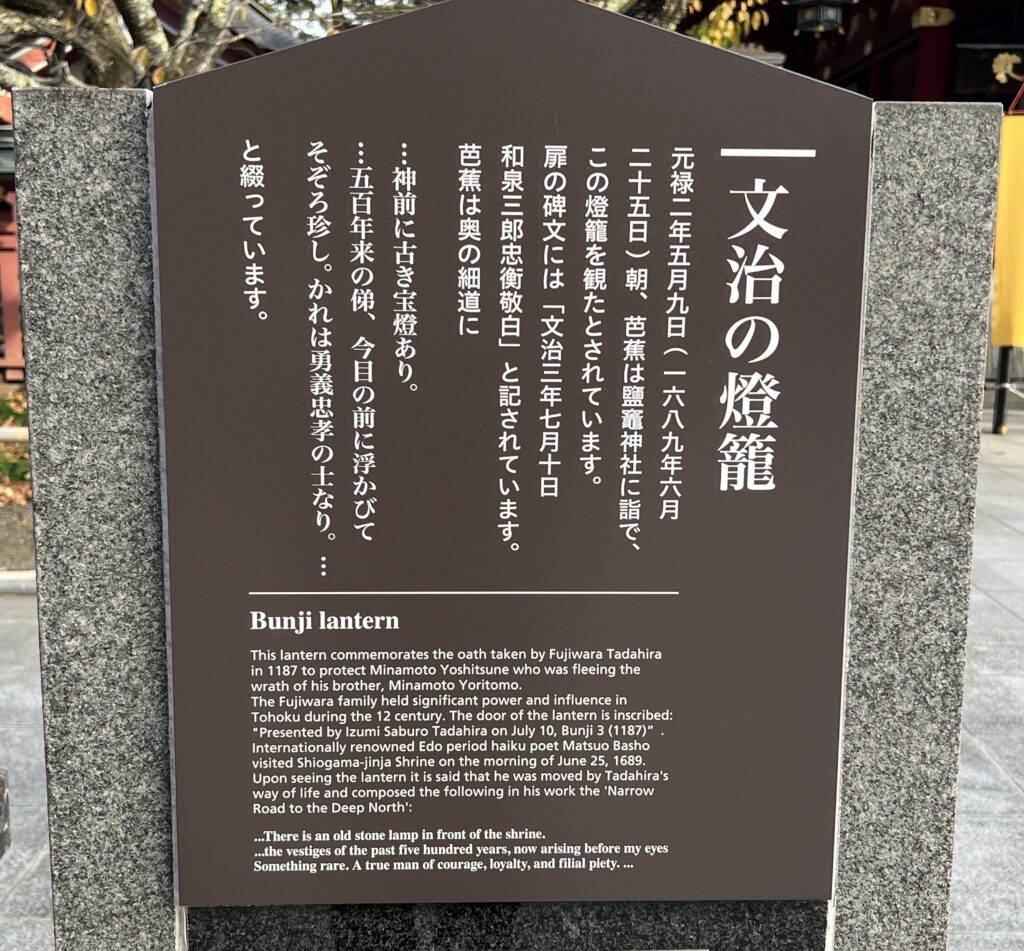 文治の燈籠
元禄二年五月九日（一六八九年六月
二十五日）朝、芭蕉は鹽竈神社に詣で、
この燈籠を観たとされています。
扉の碑文には「文治三年七月十日
和泉三郎忠衡敬白」と記されています。
芭蕉は奥の細道に
…神前に古き宝燈あり。
…五百年来の俤、今目の前に浮かびて
そぞろ珍し。かれは勇義忠孝の士なり。…
と綴っています。
Bunji lantern
This lantern commemorates the oath taken by Fujiwara Tadahira
in 1187 to protect Minamoto Yoshitsune who was fleeing the
wrath of his brother, Minamoto Yoritomo.
The Fujiwara family held significant power and influence in
Tohoku during the 12 century. The door of the lantern is inscribed:
"Presented by Izumi Saburo Tadahira on July 10, Bunji 3 (1187)" .
Internationally renowned Edo period haiku poet Matsuo Basho
visited Shiogama-jinja Shrine on the morning of June 25, 1689.
Upon seeing the lantern it is said that he was moved by Tadahira's
way of life and composed the following in his work the 'Narrow
Road to the Deep North':
...There is an old stone lamp in front of the shrine.
...the vestiges of the past five hundred years, now arising before my eyes
Something rare. A true man of courage, loyalty, and filial piety. ...